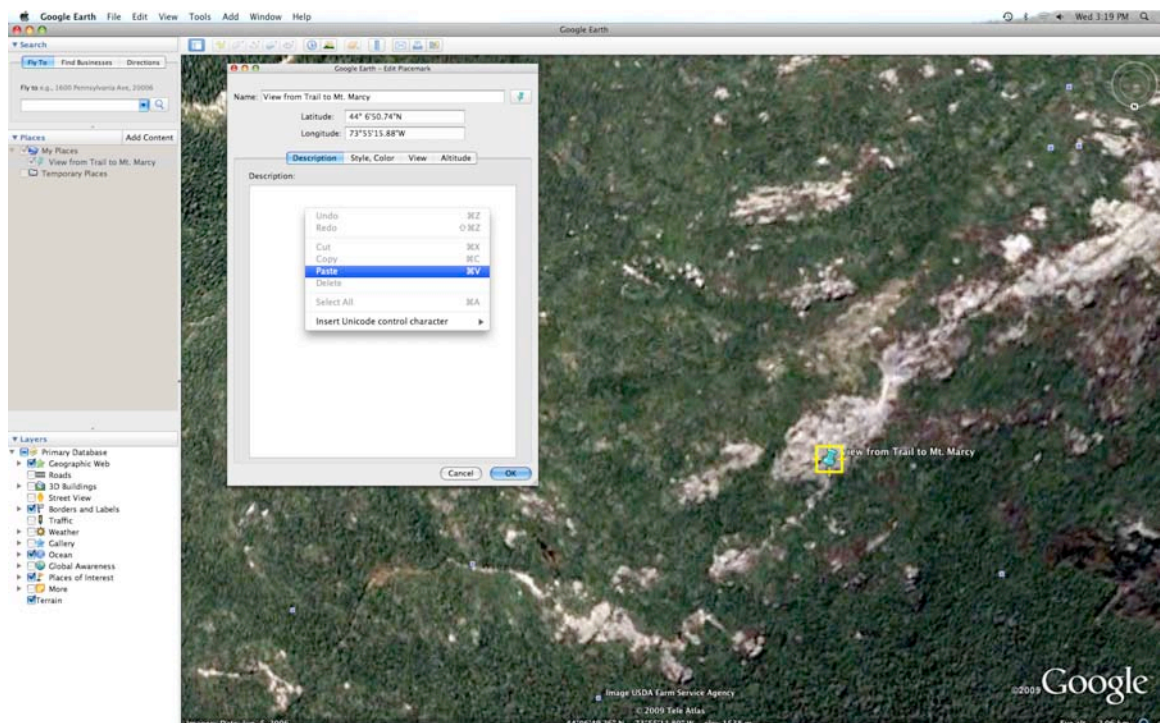 Google Earth File Edit View Tools Add Window Help
Wed 3:19 PM
Google Earth
Search
Fly To Find Businesses Directions
Fly to e.g., 1600 Pennsylvania Ave, 20006
Places Add Content
My Places
View from Trail to Mt. Marcy
Temporary Places
Google Earth - Edit Placemark
Name: View from Trail to Mt. Marcy
Latitude: 44° 6'50.74"N
Longitude: 73°55'15.88"W
Description Style, Color View Altitude
Description:
Undo ⌘Z
Redo ⇧⌘Z
Cut ⌘X
Copy ⌘C
Paste ⌘V
Delete
Select All ⌘A
Insert Unicode control character
Cancel OK
View from Trail to Mt. Marcy
Layers
Primary Database
Geographic Web
Roads
3D Buildings
Street View
Borders and Labels
Traffic
Weather
Gallery
Ocean
Global Awareness
Places of Interest
More
Terrain
Image USDA Farm Service Agency
© 2009 Tele Atlas
©2009 Google